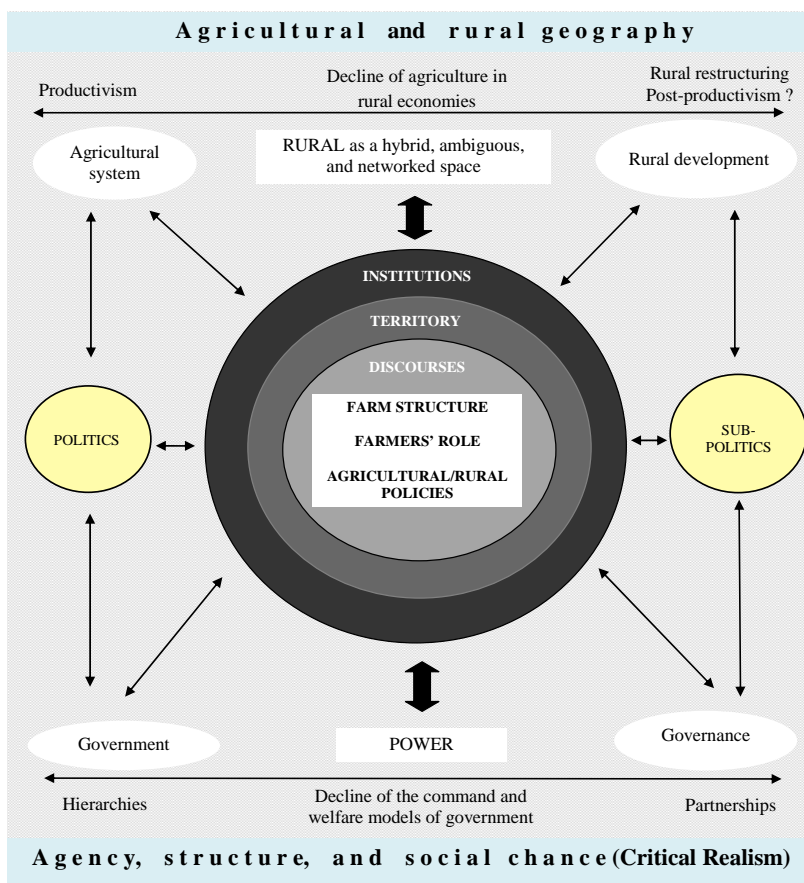 Agricultural and rural geography
Productivism
Decline of agriculture in
rural economies
Rural restructuring
Post-productivism ?
Agricultural
system
RURAL as a hybrid, ambiguous,
and networked space
Rural development
INSTITUTIONS
TERRITORY
DISCOURSES
FARM STRUCTURE
FARMERS' ROLE
AGRICULTURAL/RURAL
POLICIES
POLITICS
SUB-
POLITICS
Government
POWER
Governance
Hierarchies
Decline of the command and
welfare models of government
Partnerships
Agency, structure, and social chance (Critical Realism)